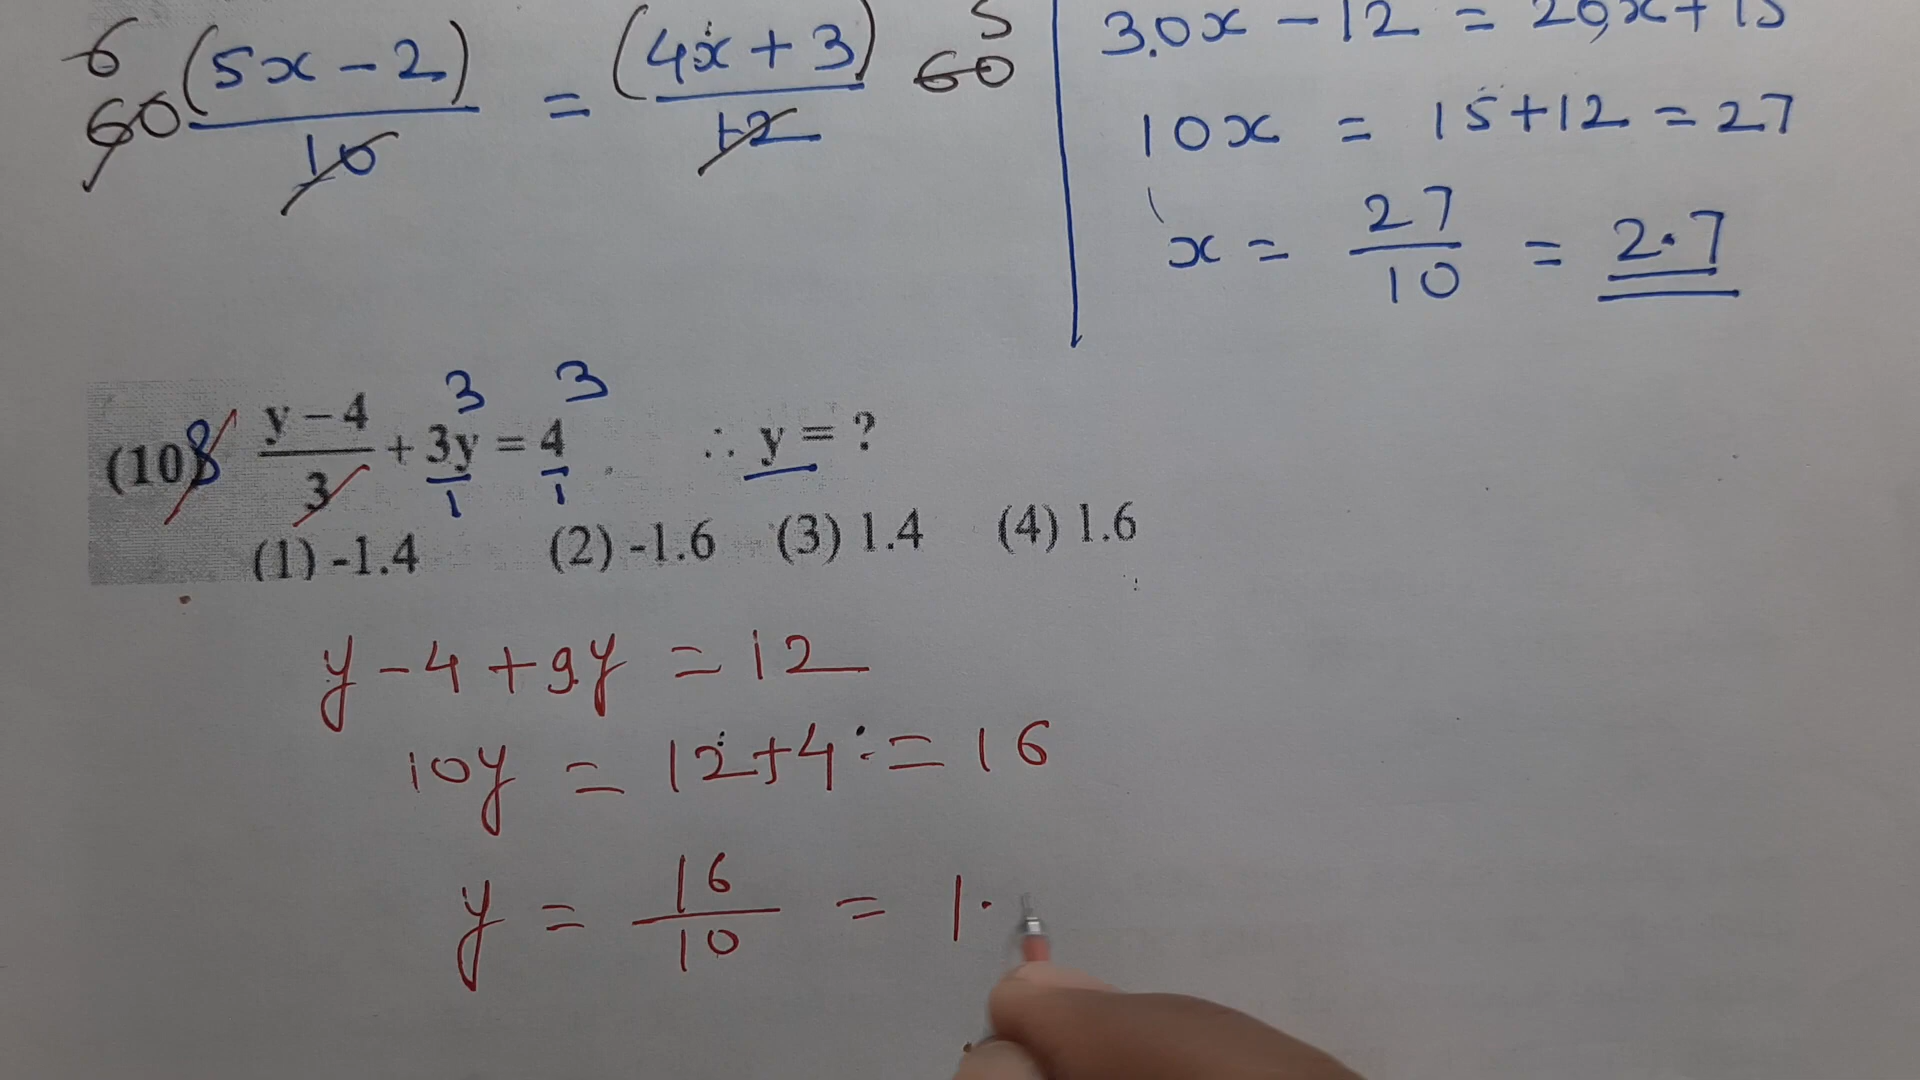 6 5
60 (5x - 2) / 10 = (4x + 3) / 12 60
30x - 12 = 20x + 15
10x = 15 + 12 = 27
x = 27/10 = 2.7
3 3
(10) 3 (y - 4)/3 + 3y/1 = 4/1 ∴ y = ?
(1) -1.4 (2) -1.6 (3) 1.4 (4) 1.6
y - 4 + 9y = 12
10y = 12 + 4 = 16
y = 16/10 = 1.